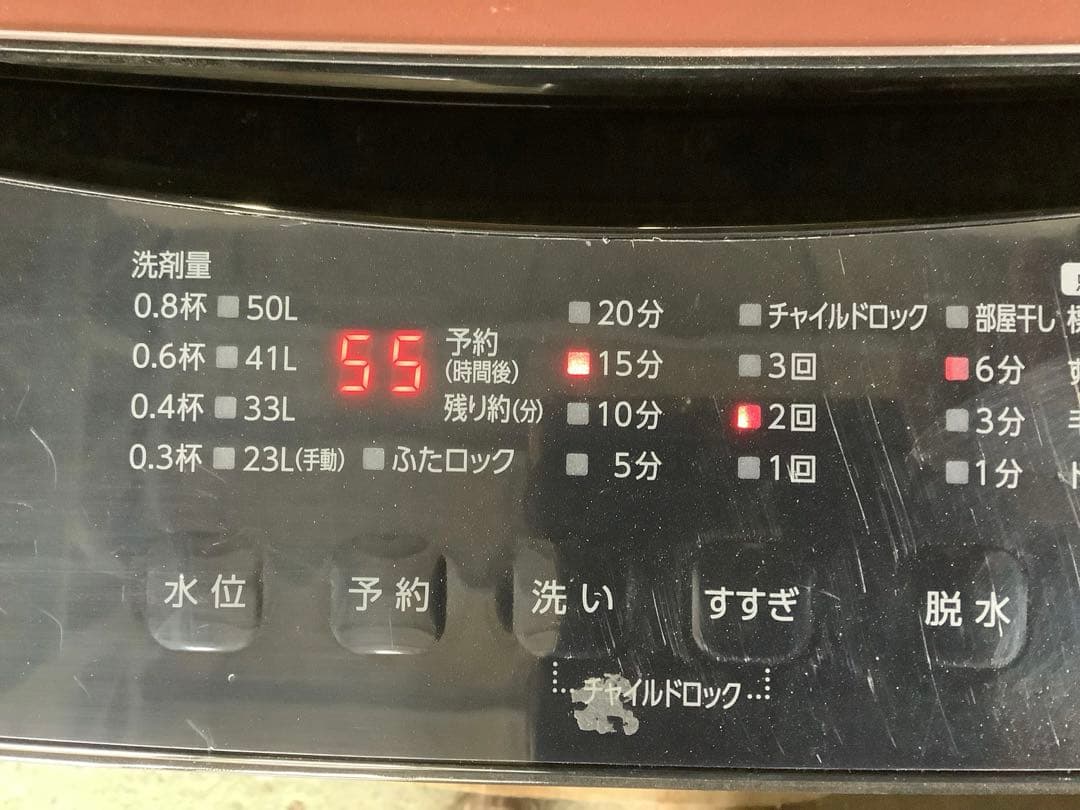 洗剤量
0.8杯 50L
0.6杯 41L
0.4杯 33L
0.3杯 23L(手動) ふたロック
55
予約
(時間後)
残り約(分)
20分
15分
10分
5分
チャイルドロック
3回
2回
1回
部屋干し
6分
3分
1分
水位
予約
洗い
すすぎ
脱水
チャイルドロック